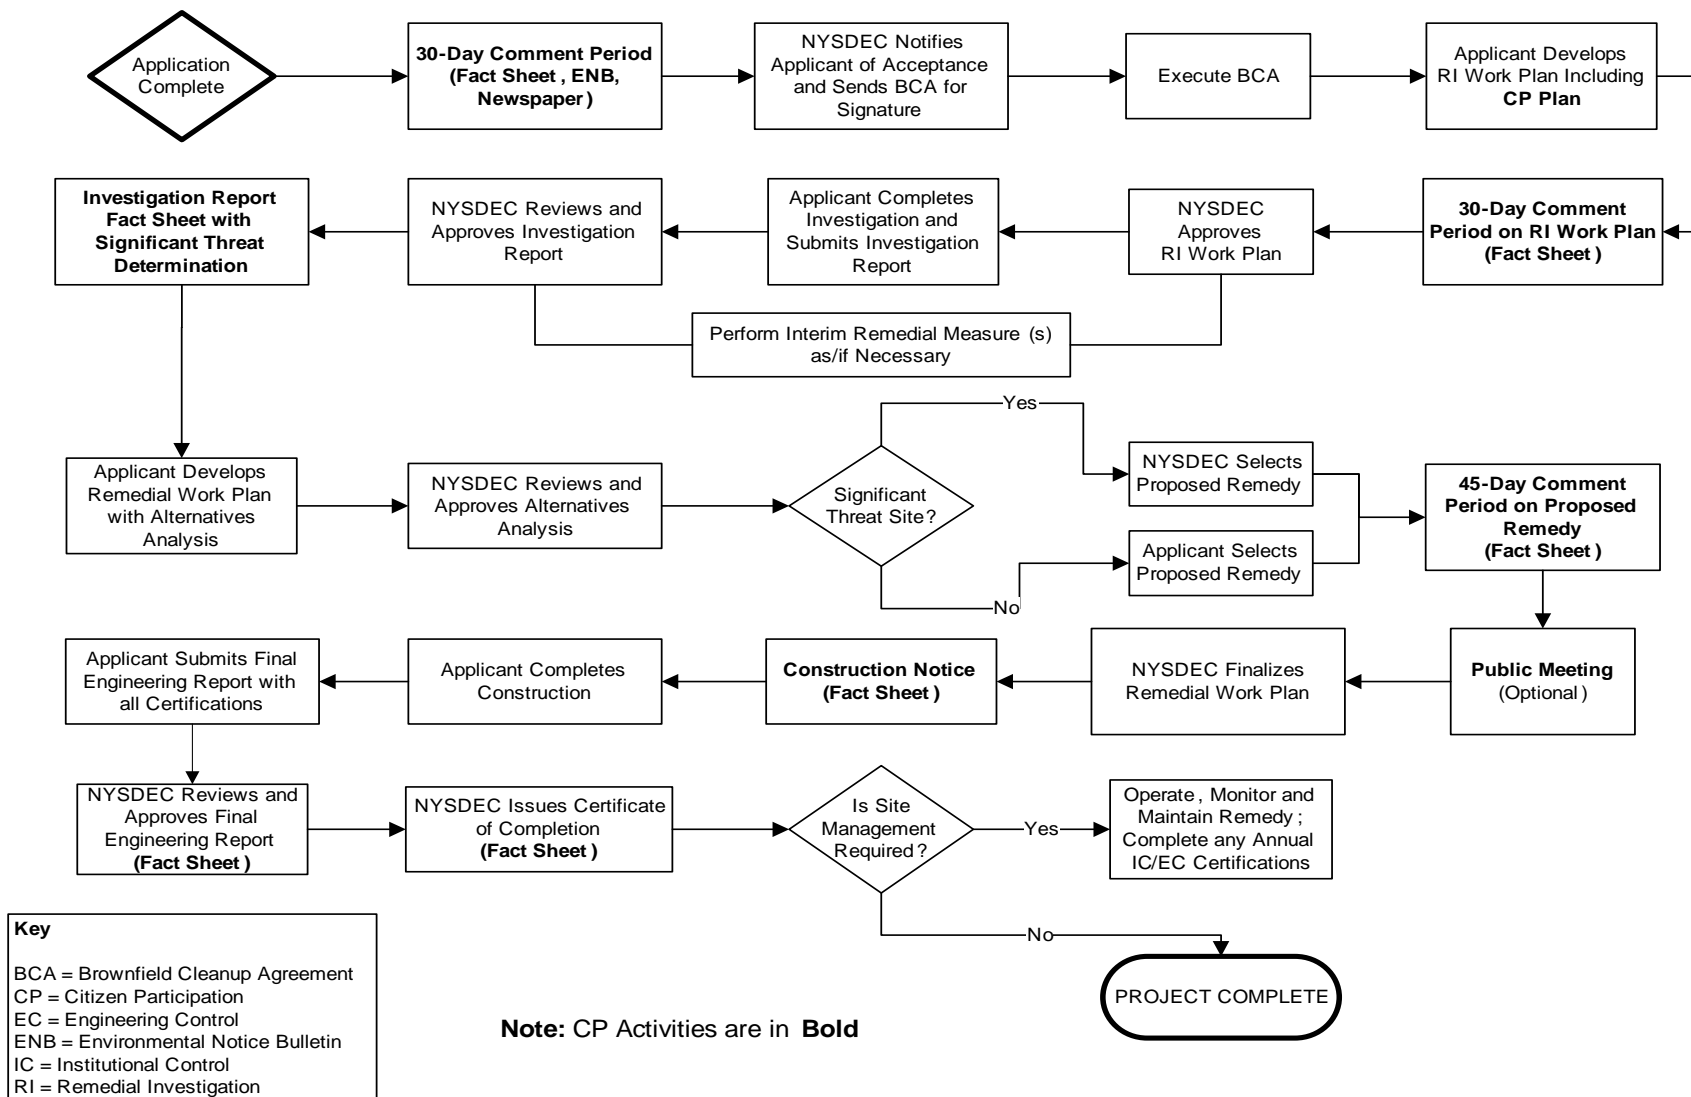 Application
Complete
30-Day Comment Period
(Fact Sheet , ENB,
Newspaper )
NYSDEC Notifies
Applicant of Acceptance
and Sends BCA for
Signature
Execute BCA
Applicant Develops
RI Work Plan Including
CP Plan
Investigation Report
Fact Sheet with
Significant Threat
Determination
NYSDEC Reviews and
Approves Investigation
Report
Applicant Completes
Investigation and
Submits Investigation
Report
NYSDEC
Approves
RI Work Plan
30-Day Comment
Period on RI Work Plan
(Fact Sheet )
Perform Interim Remedial Measure (s)
as/if Necessary
Applicant Develops
Remedial Work Plan
with Alternatives
Analysis
NYSDEC Reviews and
Approves Alternatives
Analysis
Significant
Threat Site?
Yes
No
NYSDEC Selects
Proposed Remedy
Applicant Selects
Proposed Remedy
45-Day Comment
Period on Proposed
Remedy
(Fact Sheet )
Applicant Submits Final
Engineering Report with
all Certifications
Applicant Completes
Construction
Construction Notice
(Fact Sheet )
NYSDEC Finalizes
Remedial Work Plan
Public Meeting
(Optional )
NYSDEC Reviews and
Approves Final
Engineering Report
(Fact Sheet )
NYSDEC Issues Certificate
of Completion
(Fact Sheet )
Is Site
Management
Required ?
Yes
Operate , Monitor and
Maintain Remedy ;
Complete any Annual
IC/EC Certifications
No
PROJECT COMPLETE
Key
BCA = Brownfield Cleanup Agreement
CP = Citizen Participation
EC = Engineering Control
ENB = Environmental Notice Bulletin
IC = Institutional Control
RI = Remedial Investigation
Note: CP Activities are in Bold